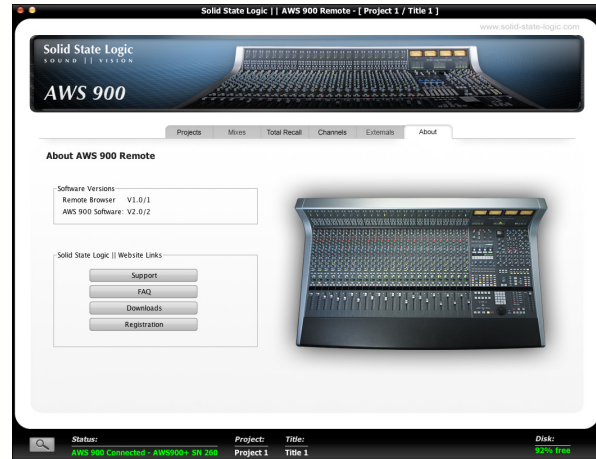 Solid State Logic || AWS 900 Remote - [ Project 1 / Title 1 ]
www.solid-state-logic.com
Solid State Logic
SOUND || VISION
AWS 900
Projects Mixes Total Recall Channels Externals About
About AWS 900 Remote
Software Versions
Remote Browser V1.0/1
AWS 900 Software: V2.0/2
Solid State Logic || Website Links
Support
FAQ
Downloads
Registration
Status: Project: Title: Disk:
AWS 900 Connected - AWS900+ SN 260 Project 1 Title 1 92% free